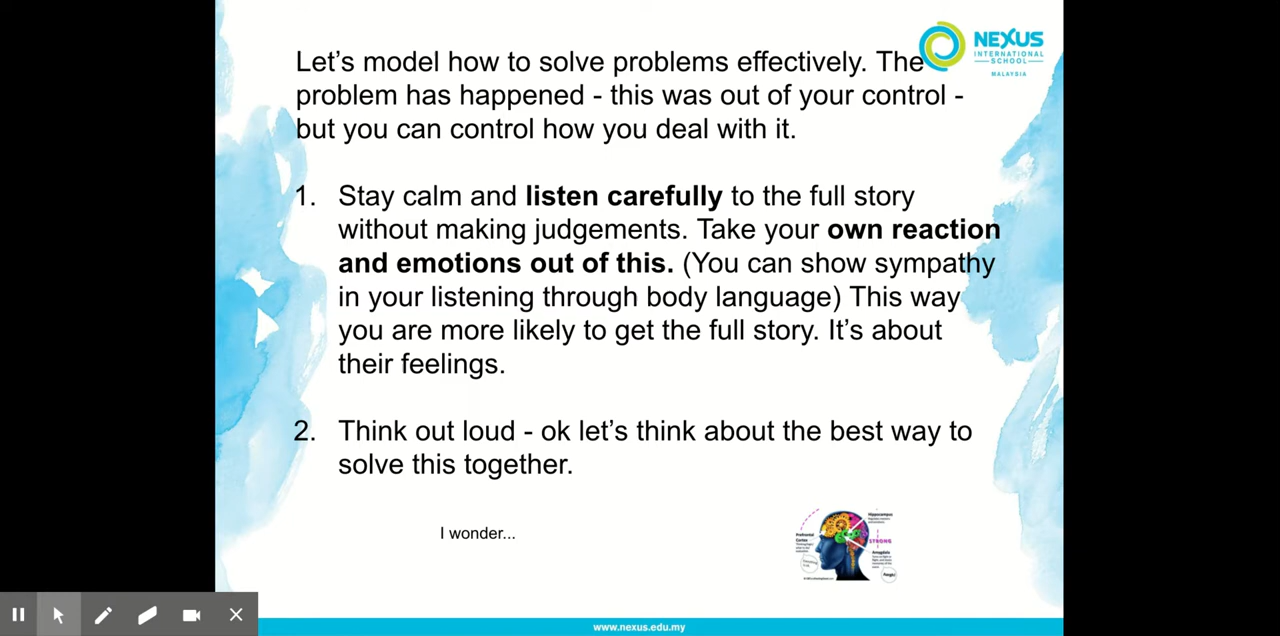 NEXUS
INTERNATIONAL
SCHOOL
MALAYSIA
Let's model how to solve problems effectively. The
problem has happened - this was out of your control -
but you can control how you deal with it.
1. Stay calm and listen carefully to the full story
without making judgements. Take your own reaction
and emotions out of this. (You can show sympathy
in your listening through body language) This way
you are more likely to get the full story. It's about
their feelings.
2. Think out loud - ok let's think about the best way to
solve this together.
I wonder...
Hippocampus
Prefrontal
Cortex
STRONG
Amygdala
www.nexus.edu.my